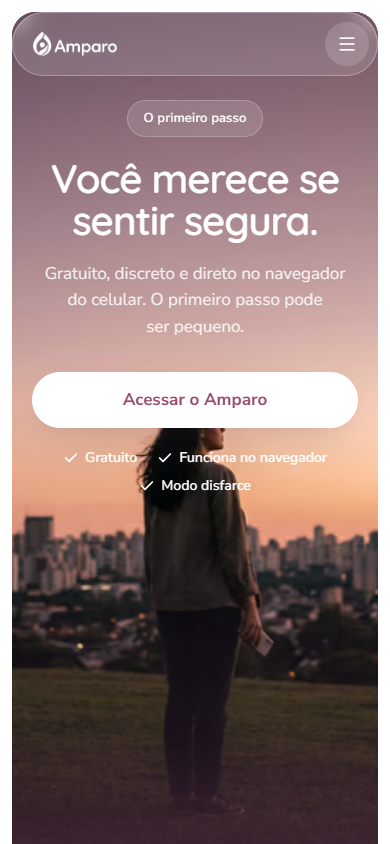 Amparo
O primeiro passo
Você merece se
sentir segura.
Gratuito, discreto e direto no navegador
do celular. O primeiro passo pode
ser pequeno.
Acessar o Amparo
Gratuito
Funciona no navegador
Modo disfarce